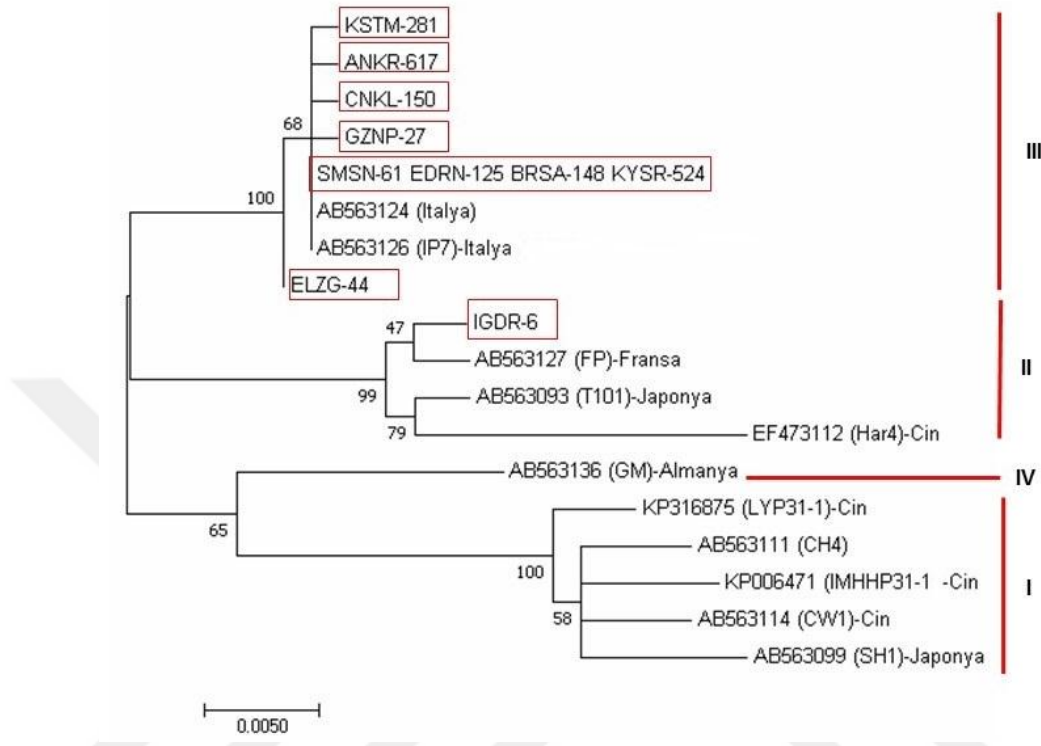 KSTM-281
ANKR-617
CNKL-150
68
GZNP-27
III
SMSN-61 EDRN-125 BRSA-148 KYSR-524
100
AB563124 (Italya)
AB563126 (IP7)-Italya
ELZG-44
47
IGDR-6
AB563127 (FP)-Fransa
II
99
AB563093 (T101)-Japonya
79
EF473112 (Har4)-Cin
AB563136 (GM)-Almanya
IV
65
KP316875 (LYP31-1)-Cin
AB563111 (CH4)
100
KP006471 (IMHHP31-1 -Cin
I
58
AB563114 (CW1)-Cin
AB563099 (SH1)-Japonya
0.0050